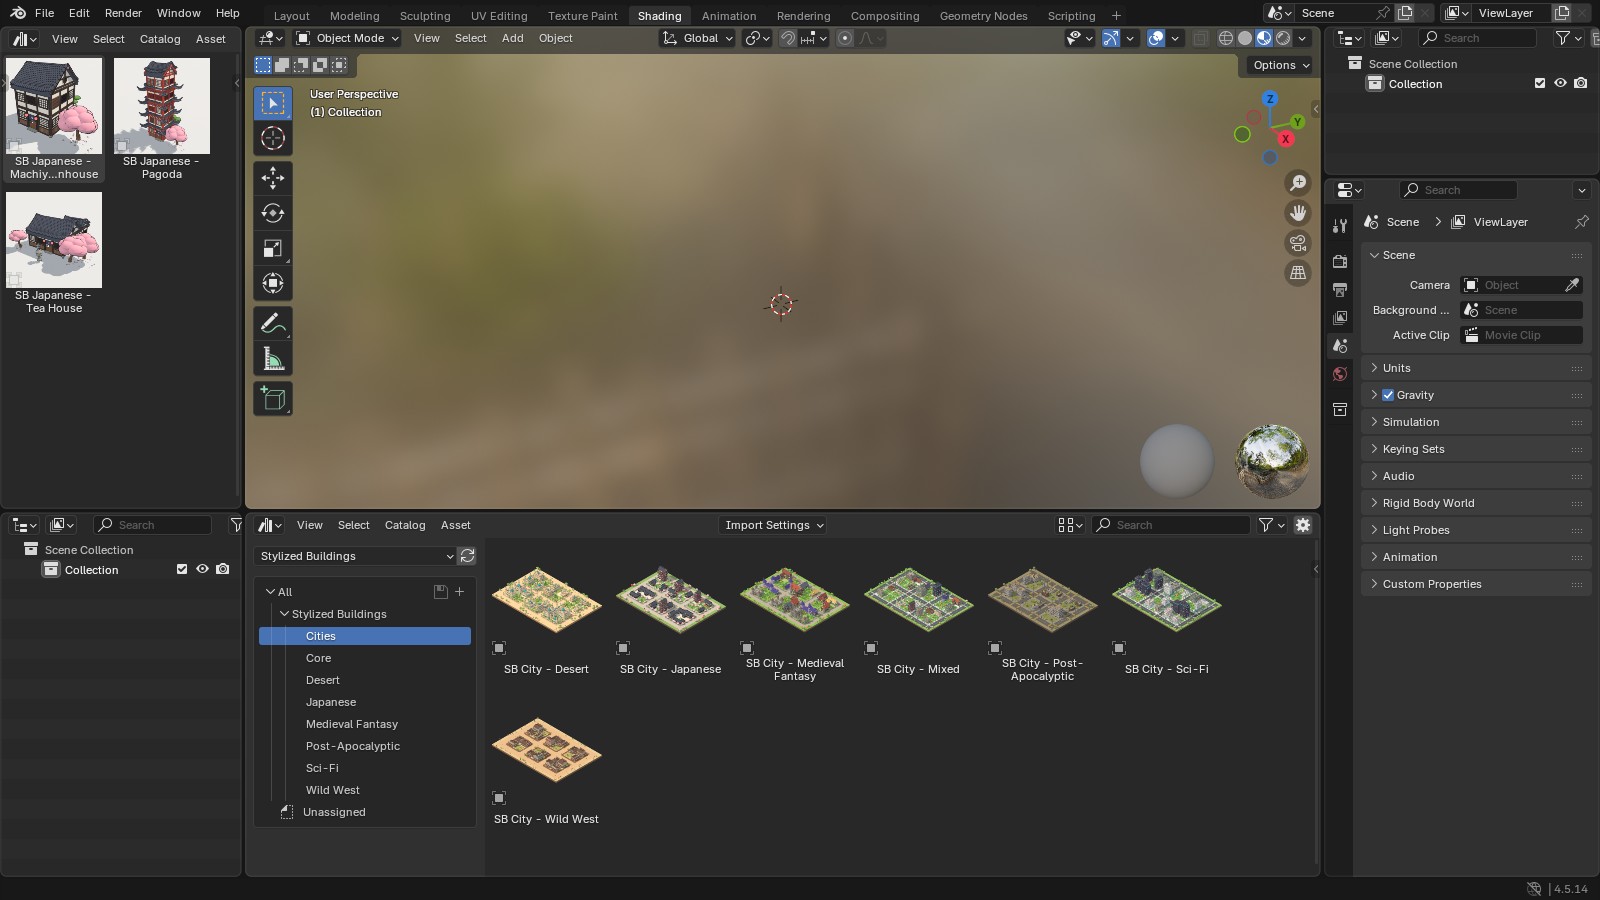 File Edit Render Window Help Layout Modeling Sculpting UV Editing Texture Paint Shading Animation Rendering Compositing Geometry Nodes Scripting + Scene ViewLayer
View Select Catalog Asset
SB Japanese - Machiy...nhouse
SB Japanese - Pagoda
SB Japanese - Tea House
Object Mode View Select Add Object Global
Options
User Perspective
(1) Collection
Z
Y
X
Search
Scene Collection
Collection
Search
Scene ViewLayer
Scene
Camera Object
Background ... Scene
Active Clip Movie Clip
Units
Gravity
Simulation
Keying Sets
Audio
Rigid Body World
Light Probes
Animation
Custom Properties
Search
Scene Collection
Collection
View Select Catalog Asset Import Settings Search
Stylized Buildings
All
Stylized Buildings
Cities
Core
Desert
Japanese
Medieval Fantasy
Post-Apocalyptic
Sci-Fi
Wild West
Unassigned
SB City - Desert
SB City - Japanese
SB City - Medieval Fantasy
SB City - Mixed
SB City - Post-Apocalyptic
SB City - Sci-Fi
SB City - Wild West
4.5.14